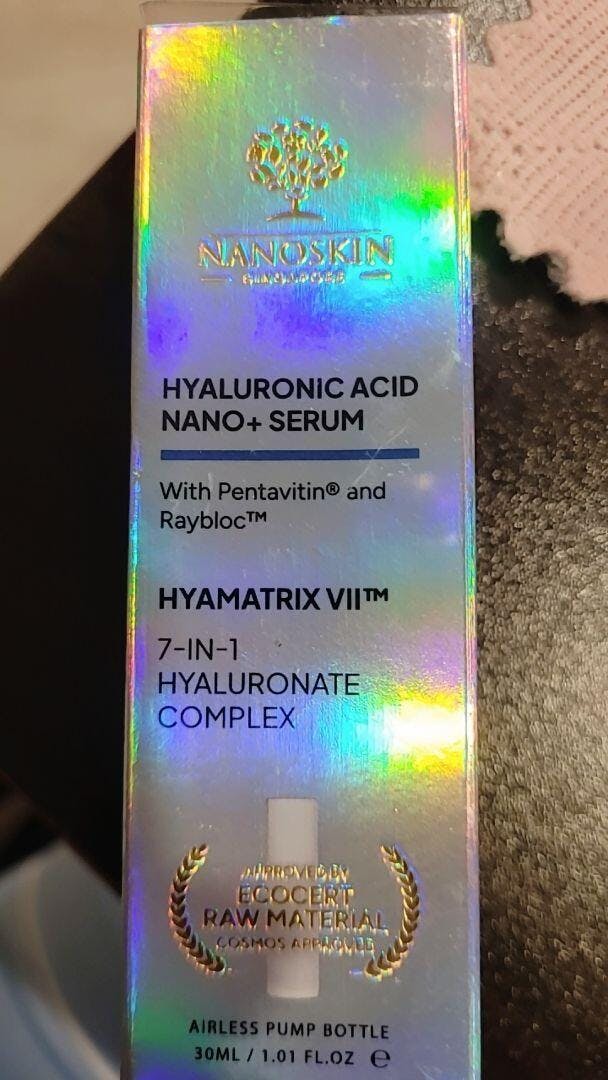 NANOSKIN
SINGAPORE
HYALURONIC ACID
NANO+ SERUM
With Pentavitin® and
Raybloc™
HYAMATRIX VII™
7-IN-1
HYALURONATE
COMPLEX
APPROVED BY
ECOCERT
RAW MATERIAL
COSMOS APPROVED
AIRLESS PUMP BOTTLE
30ML / 1.01 FL.OZ ℮